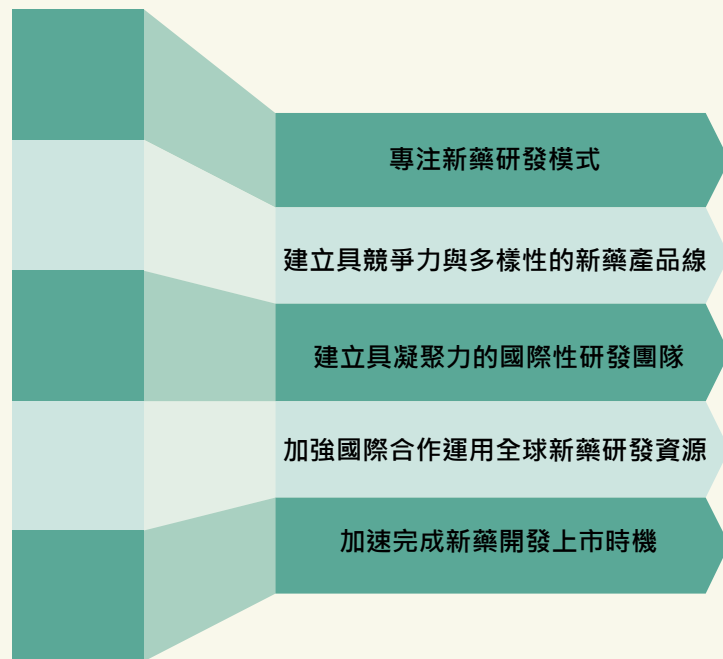 專注新藥研發模式
建立具競爭力與多樣性的新藥產品線
建立具凝聚力的國際性研發團隊
加強國際合作運用全球新藥研發資源
加速完成新藥開發上市時機